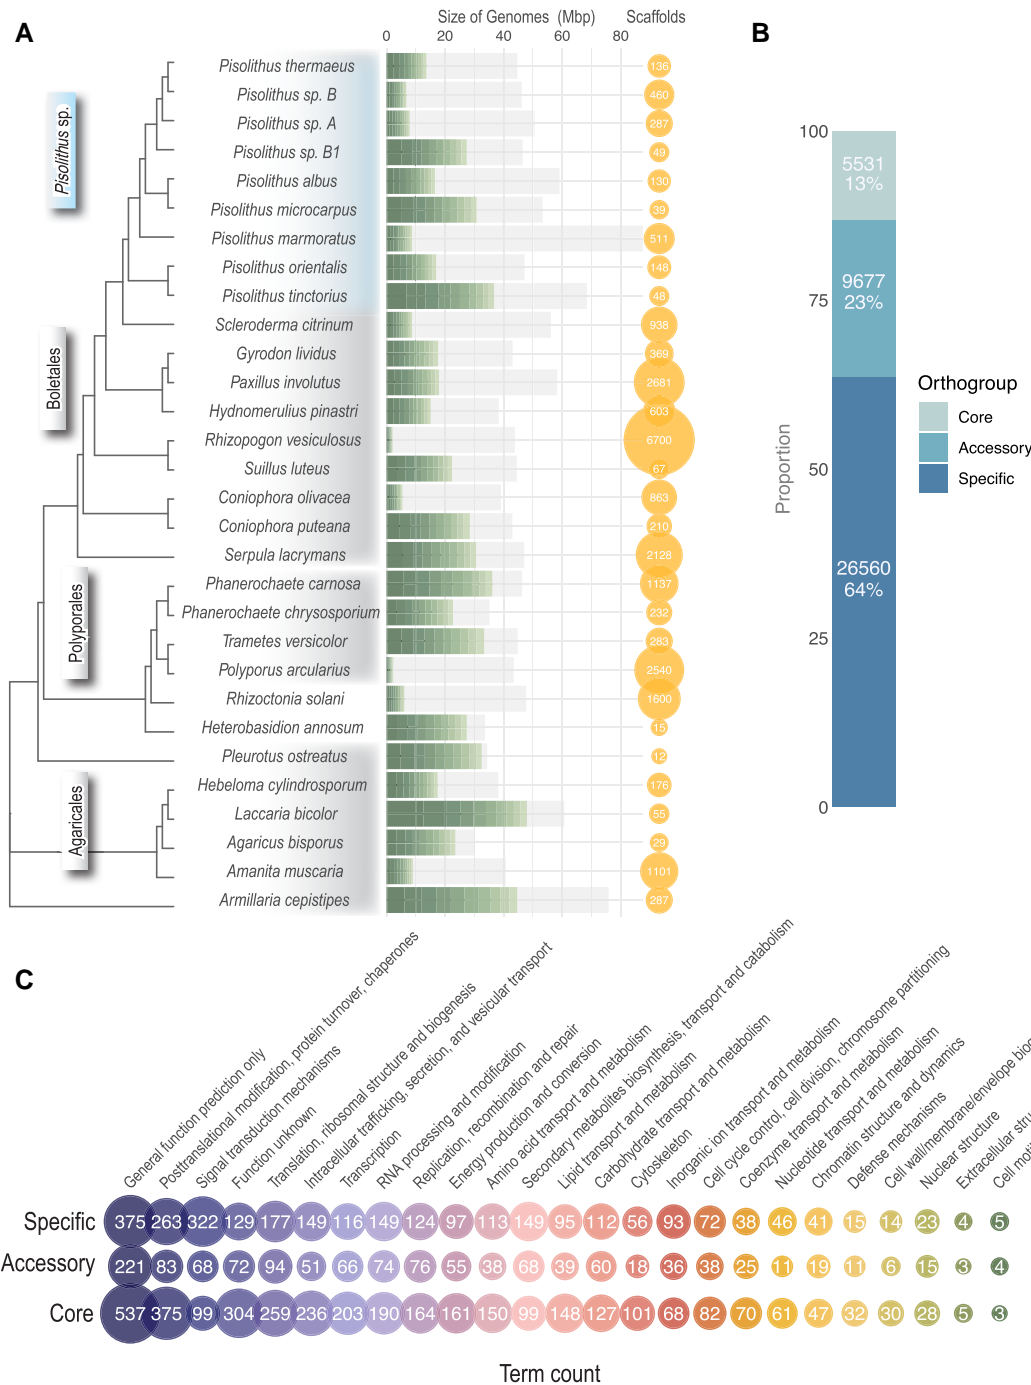 A
Size of Genomes (Mbp)
Scaffolds
B
0 20 40 60 80
Pisolithus sp.
Boletales
Polyporales
Agaricales
Pisolithus thermaeus 136
Pisolithus sp. B 460
Pisolithus sp. A 287
Pisolithus sp. B1 49
Pisolithus albus 130
Pisolithus microcarpus 39
Pisolithus marmoratus 511
Pisolithus orientalis 148
Pisolithus tinctorius 48
Scleroderma citrinum 938
Gyrodon lividus 369
Paxillus involutus 2681
Hydnomerulius pinastri 603
Rhizopogon vesiculosus 6700
Suillus luteus 67
Coniophora olivacea 863
Coniophora puteana 210
Serpula lacrymans 2128
Phanerochaete carnosa 1137
Phanerochaete chrysosporium 232
Trametes versicolor 283
Polyporus arcularius 2540
Rhizoctonia solani 1600
Heterobasidion annosum 15
Pleurotus ostreatus 12
Hebeloma cylindrosporum 176
Laccaria bicolor 55
Agaricus bisporus 29
Amanita muscaria 1101
Armillaria cepistipes 287
Proportion
100
75
50
25
0
5531
13%
9677
23%
26560
64%
Orthogroup
Core
Accessory
Specific
C
General function prediction only
Postranslational modification, protein turnover, chaperones
Signal transduction mechanisms
Function unknown
Translation, ribosomal structure and biogenesis
Intracellular trafficking, secretion, and vesicular transport
Transcription
RNA processing and modification
Replication, recombination and repair
Energy production and conversion
Amino acid transport and metabolism
Secondary metabolites biosynthesis, transport and catabolism
Lipid transport and metabolism
Carbohydrate transport and metabolism
Cytoskeleton
Inorganic ion transport and metabolism
Cell cycle control, cell division, chromosome partitioning
Coenzyme transport and metabolism
Nucleotide transport and metabolism
Chromatin structure and dynamics
Defense mechanisms
Cell wall/membrane/envelope biog
Nuclear structure
Extracellular stru
Cell moti
Specific 375 263 322 129 177 149 116 149 124 97 113 149 95 112 56 93 72 38 46 41 15 14 23 4 5
Accessory 221 83 68 72 94 51 66 74 76 55 38 68 39 60 18 36 38 25 11 19 11 6 15 3 4
Core 537 375 99 304 259 236 203 190 164 161 150 99 148 127 101 68 82 70 61 47 32 30 28 5 3
Term count